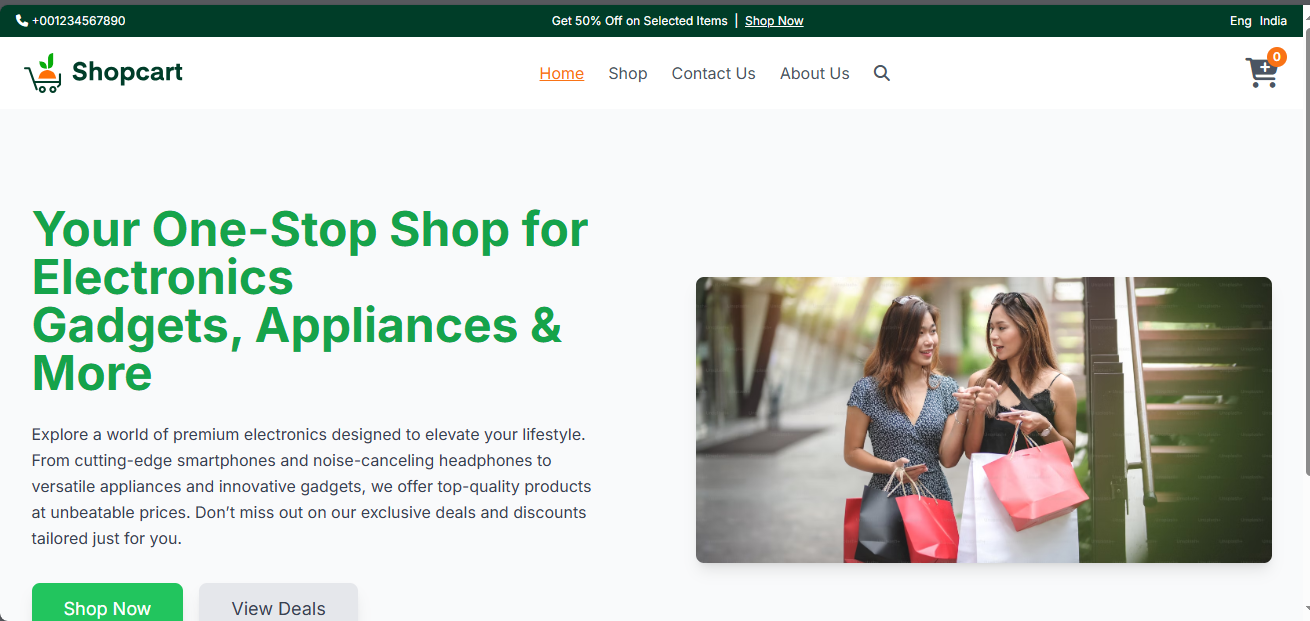 +001234567890
Get 50% Off on Selected Items | Shop Now
Eng India
Shopcart
Home Shop Contact Us About Us
0
Your One-Stop Shop for
Electronics
Gadgets, Appliances &
More
Explore a world of premium electronics designed to elevate your lifestyle.
From cutting-edge smartphones and noise-canceling headphones to
versatile appliances and innovative gadgets, we offer top-quality products
at unbeatable prices. Don’t miss out on our exclusive deals and discounts
tailored just for you.
Shop Now View Deals